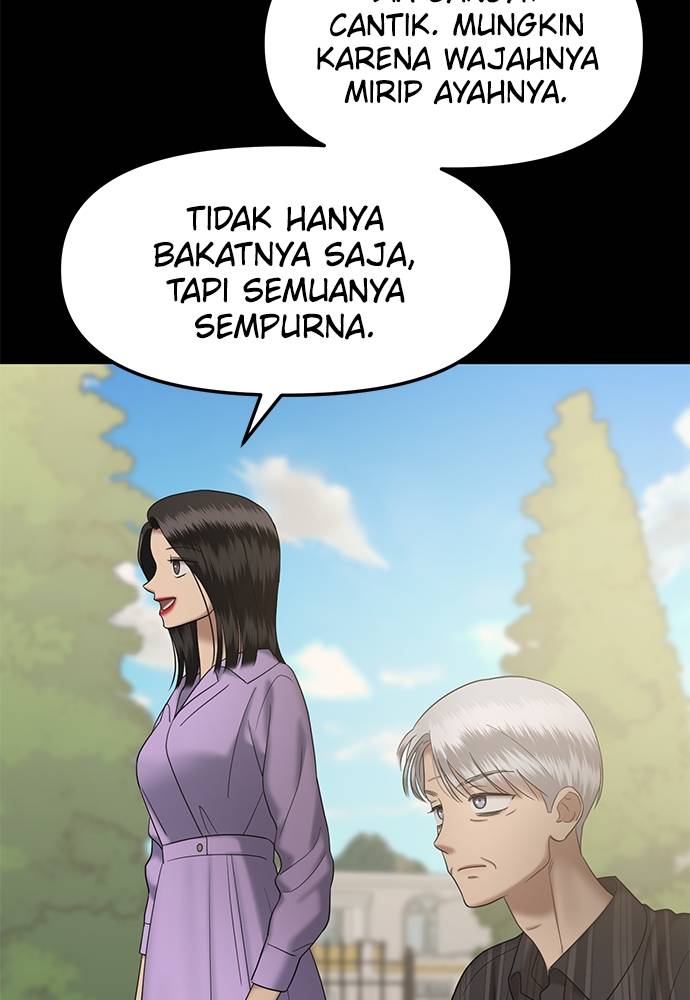 CANTIK. MUNGKIN
KARENA WAJAHNYA
MIRIP AYAHNYA.
TIDAK HANYA
BAKATNYA SAJA,
TAPI SEMUANYA
SEMPURNA.